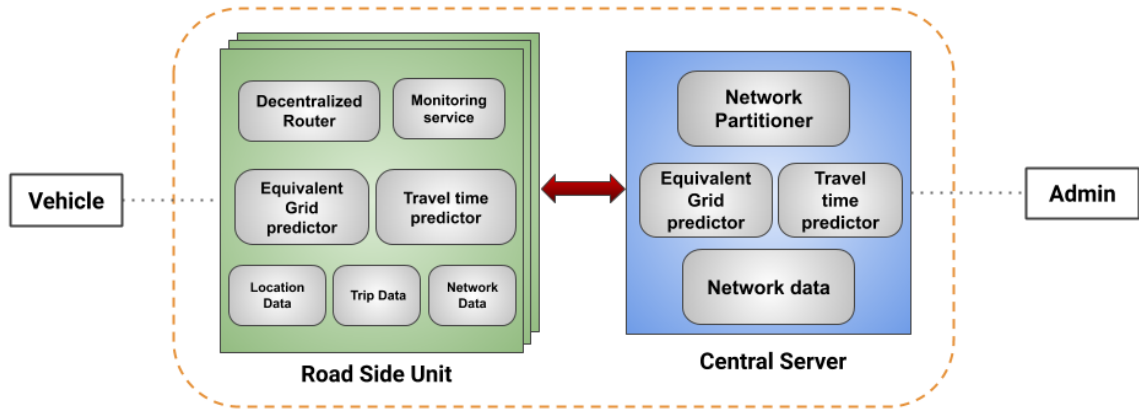 Decentralized
Router
Monitoring
service
Equivalent
Grid
predictor
Travel time
predictor
Location
Data
Trip Data
Network
Data
Road Side Unit
Network
Partitioner
Equivalent
Grid
predictor
Travel
time
predictor
Network data
Central Server
Vehicle
Admin